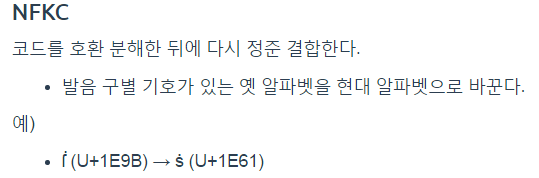 NFKC
코드를 호환 분해한 뒤에 다시 정준 결합한다.
• 발음 구별 기호가 있는 옛 알파벳을 현대 알파벳으로 바꾼다.
예)
• ẛ (U+1E9B) → ṡ (U+1E61)